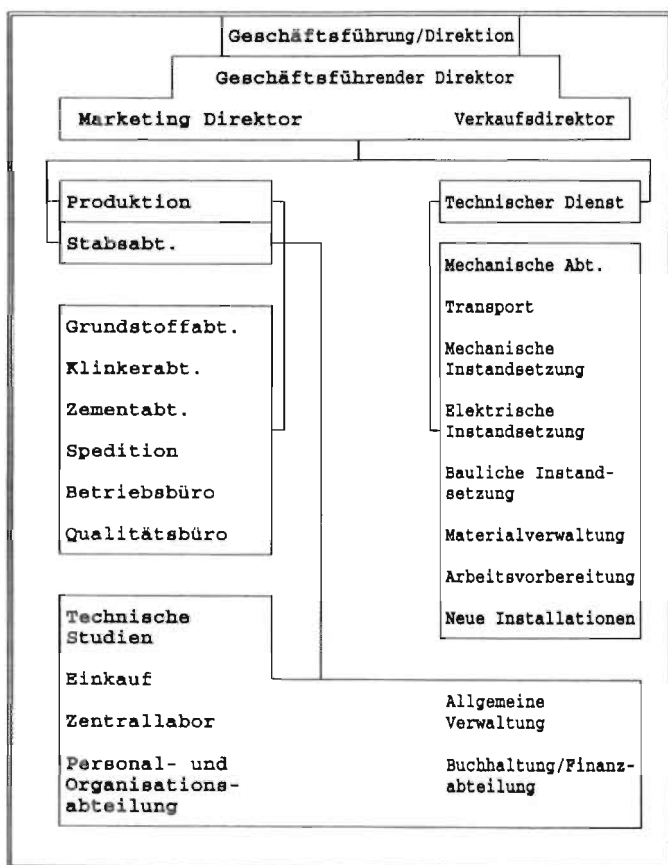 Geschäftsführung/Direktion
Geschäftsführender Direktor
Marketing Direktor
Verkaufsdirektor
Produktion
Stabsabt.
Grundstoffabt.
Klinkerabt.
Zementabt.
Spedition
Betriebsbüro
Qualitätsbüro
Technischer Dienst
Mechanische Abt.
Transport
Mechanische
Instandsetzung
Elektrische
Instandsetzung
Bauliche Instand-
setzung
Materialverwaltung
Arbeitsvorbereitung
Neue Installationen
Technische
Studien
Einkauf
Zentrallabor
Personal- und
Organisations-
abteilung
Allgemeine
Verwaltung
Buchhaltung/Finanz-
abteilung